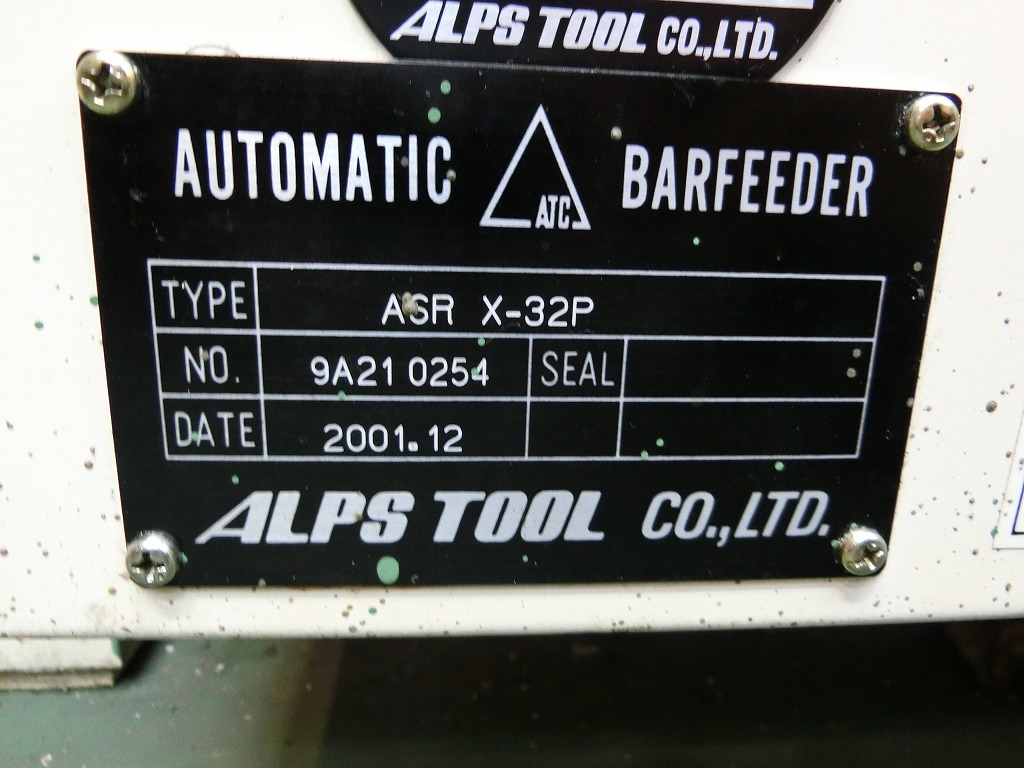 ALPS TOOL CO.,LTD.
AUTOMATIC ATC BARFEEDER
TYPE ASR X-32P
NO. 9A21 0254 SEAL
DATE 2001.12
ALPS TOOL CO.,LTD.